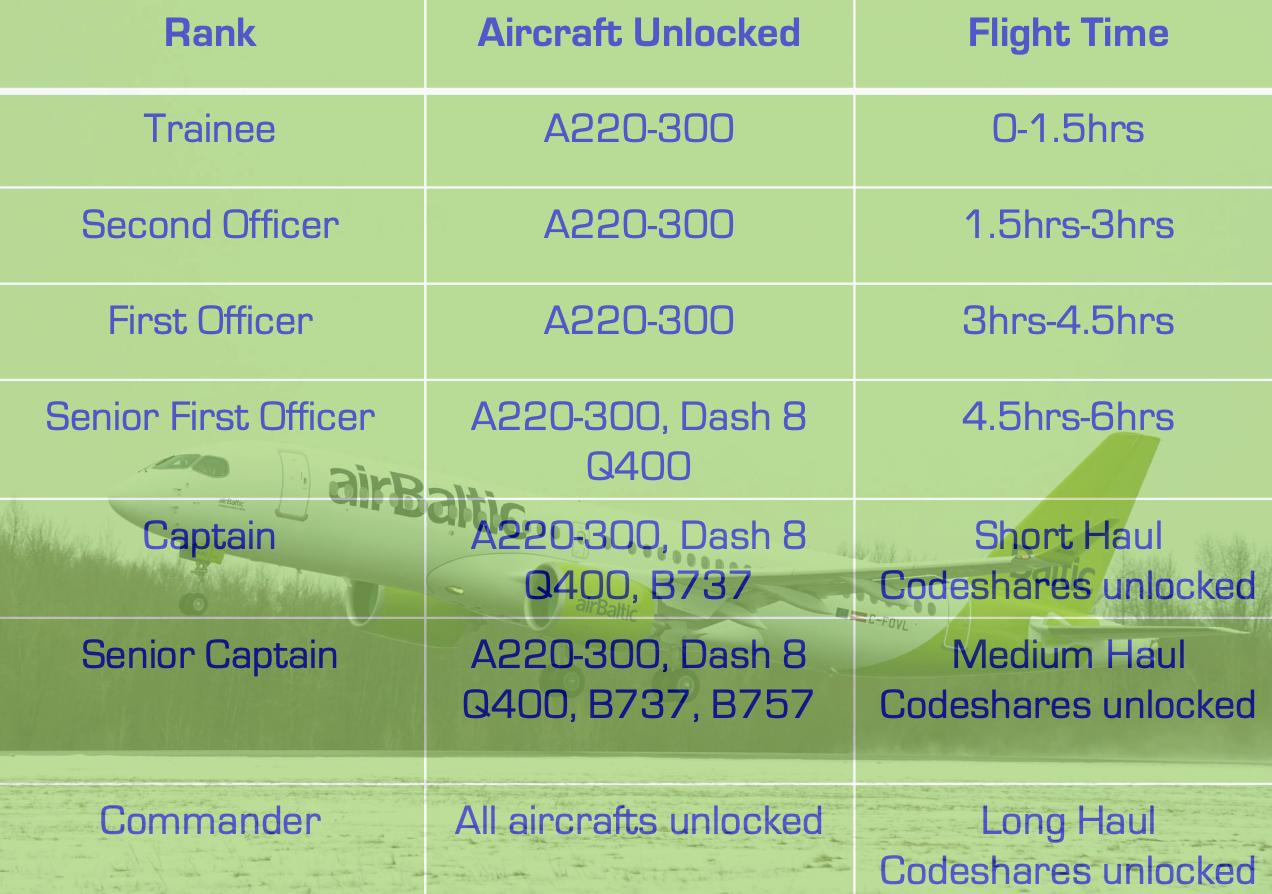 Rank Aircraft Unlocked Flight Time
Trainee A220-300 0-1.5hrs
Second Officer A220-300 1.5hrs-3hrs
First Officer A220-300 3hrs-4.5hrs
Senior First Officer A220-300, Dash 8 4.5hrs-6hrs
Q400
airBaltic
airBaltic
Captain A220-300, Dash 8 Short Haul
Q400, B737 Codeshares unlocked
Baltic
airBaltic
C-FOVL
Senior Captain A220-300, Dash 8 Medium Haul
Q400, B737, B757 Codeshares unlocked
Commander All aircrafts unlocked Long Haul
Codeshares unlocked